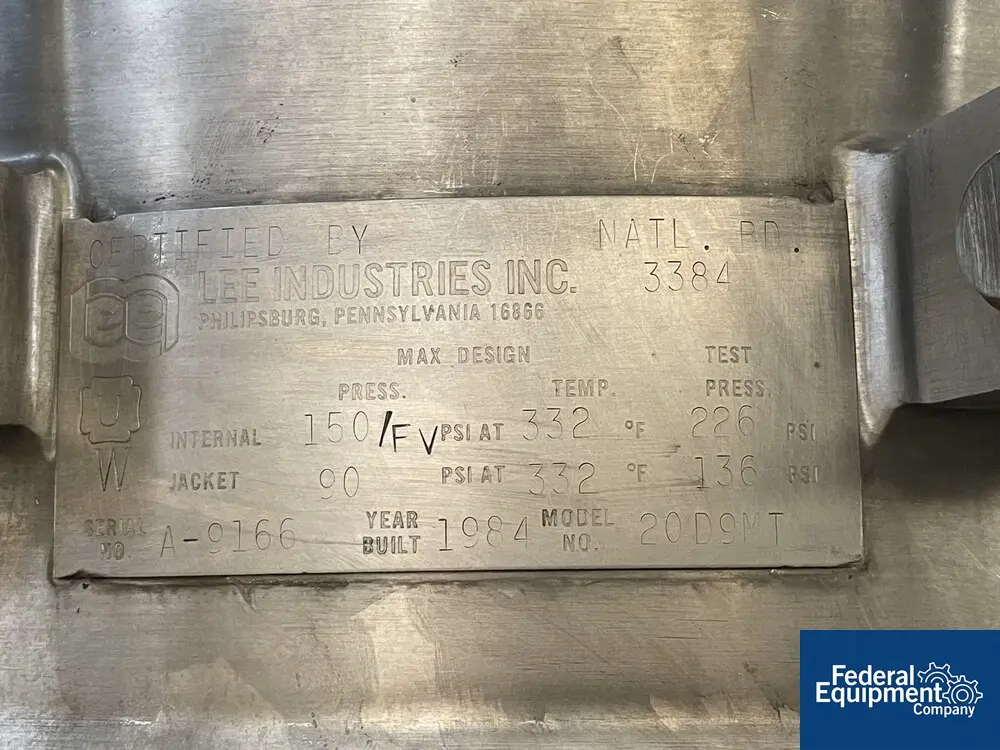 CERTIFIED BY NATL. BD.
LEE INDUSTRIES INC. 3384
PHILIPSBURG, PENNSYLVANIA 16866
MAX DESIGN TEST
PRESS. TEMP. PRESS.
U
INTERNAL 150/FV PSI AT 332 °F 226 PSI
W
JACKET 90 PSI AT 332 °F 136 PSI
SERIAL NO. A-9166 YEAR BUILT 1984 MODEL NO. 20D9MT
Federal
Equipment
Company